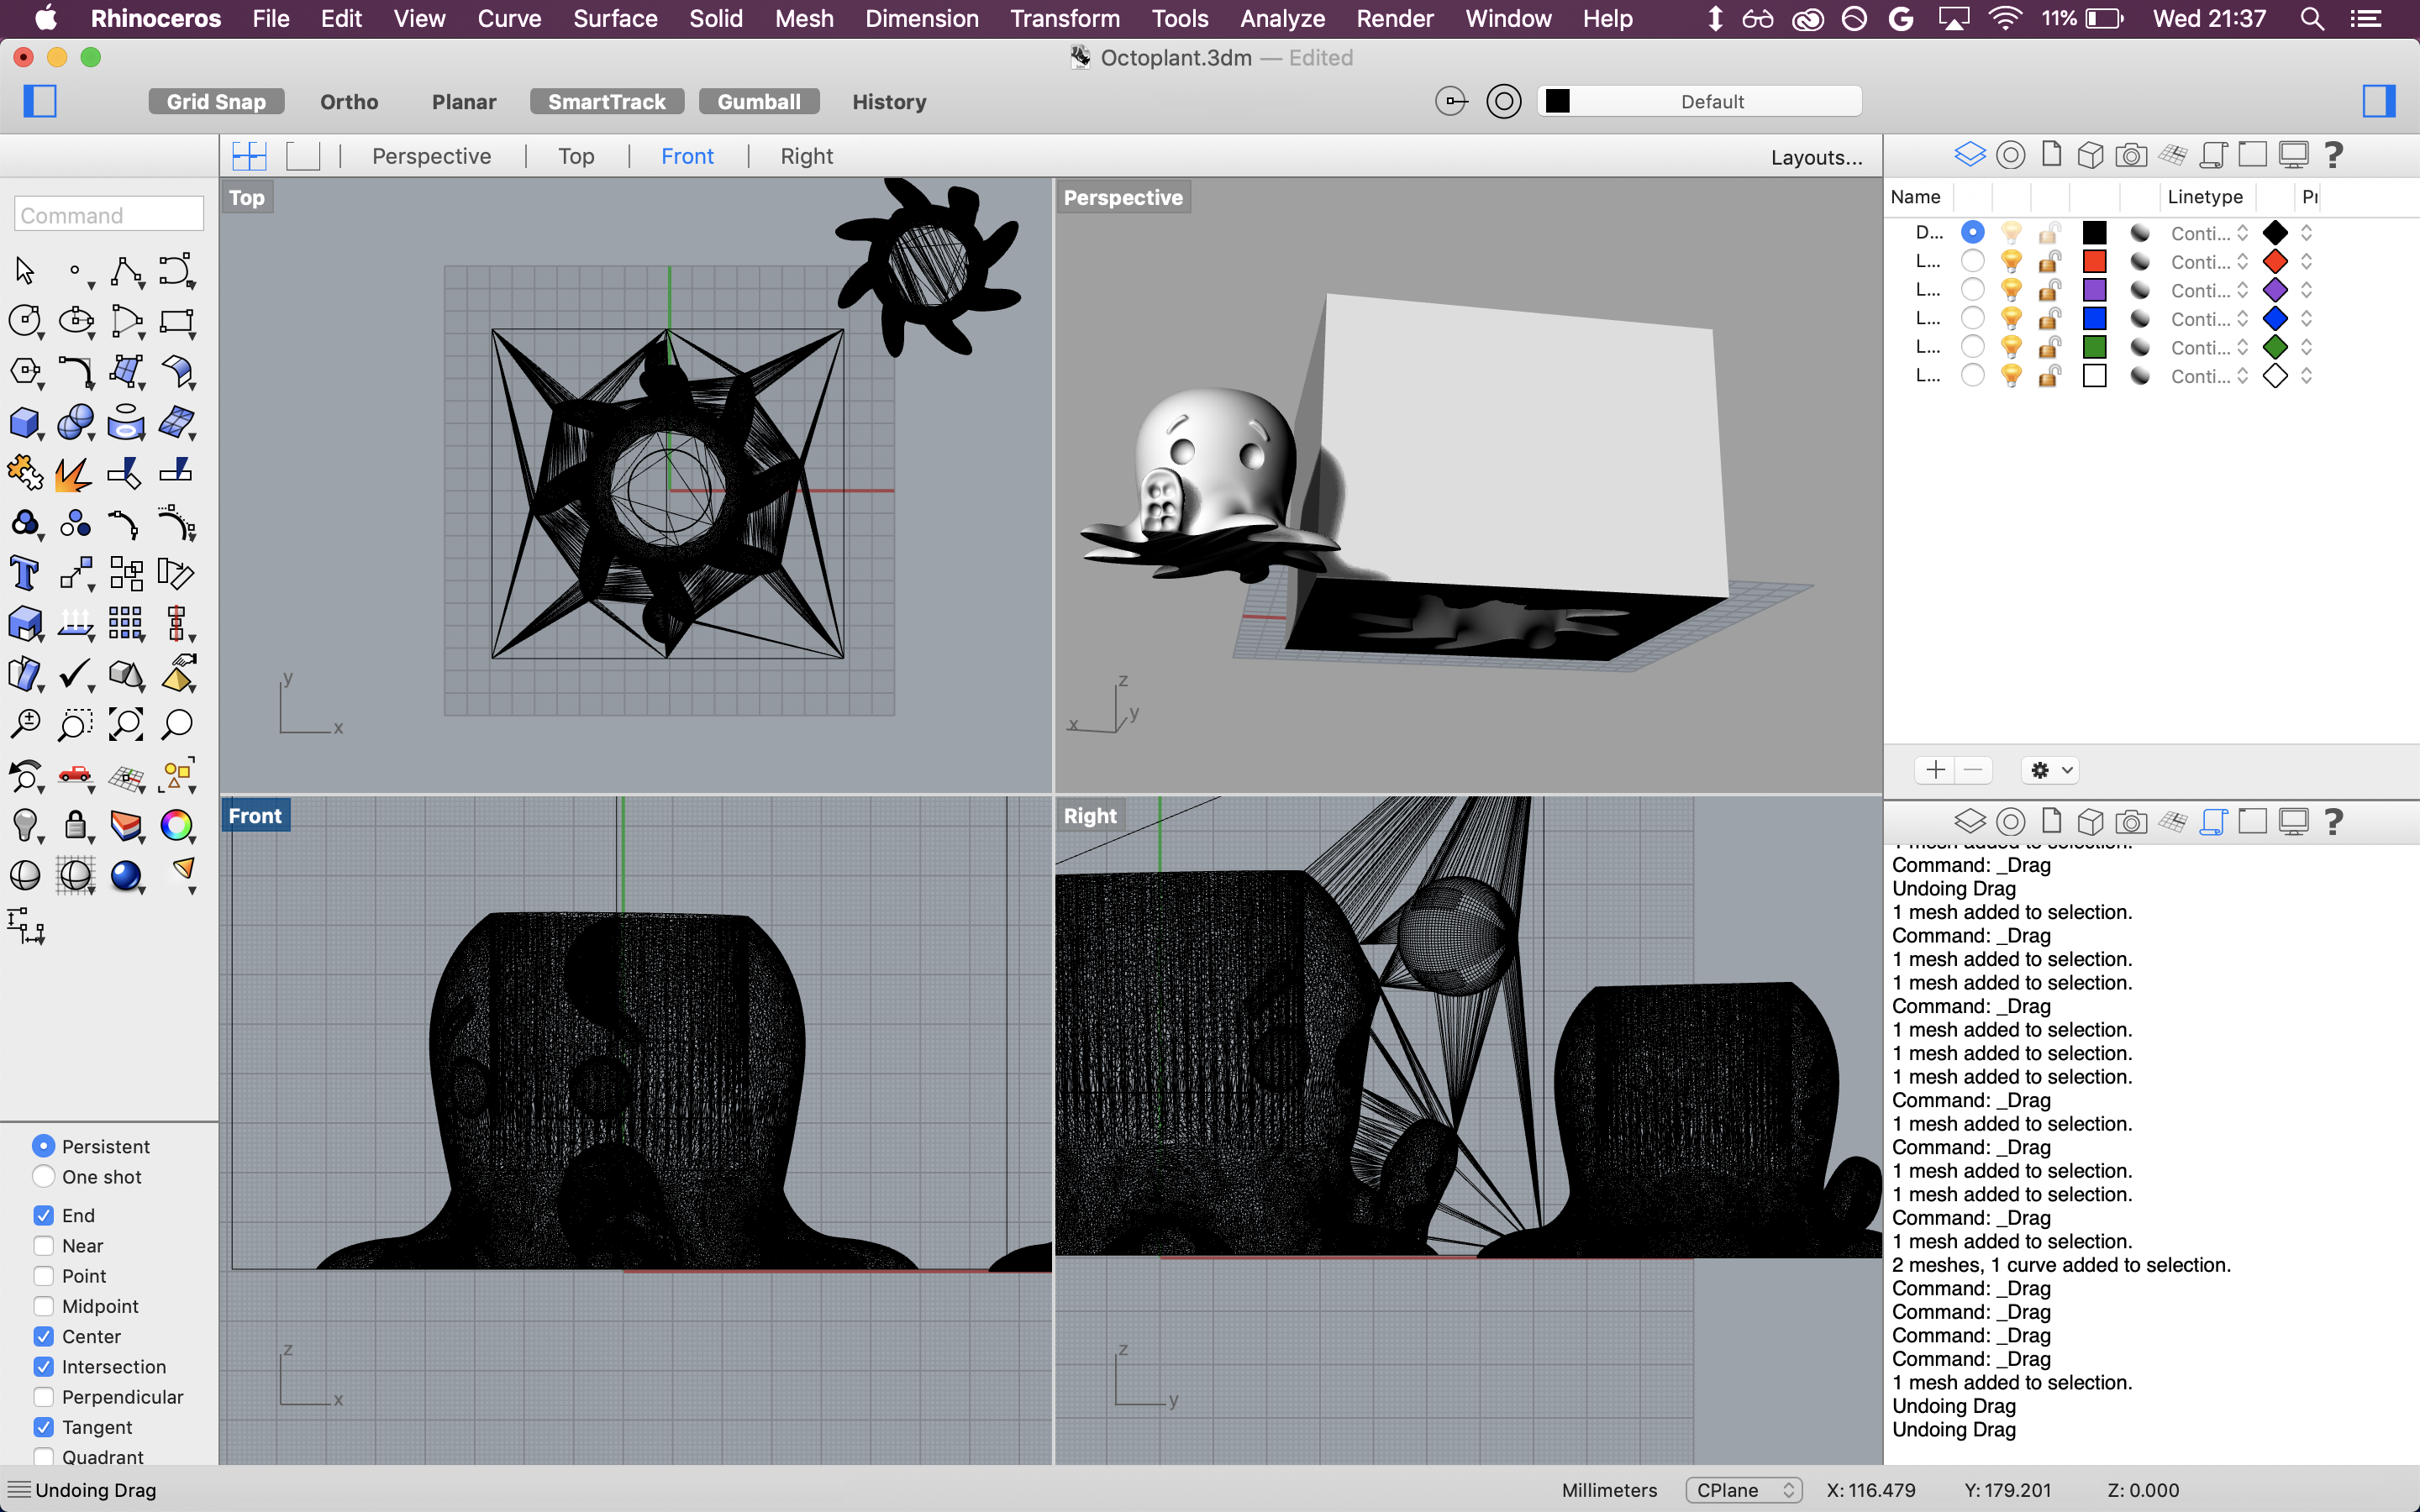 Rhinoceros File Edit View Curve Surface Solid Mesh Dimension Transform Tools Analyze Render Window Help 11% Wed 21:37
Octoplant.3dm — Edited
Grid Snap Ortho Planar SmartTrack Gumball History Default
Perspective Top Front Right Layouts...
Command
Top
y
x
Perspective
z
y
x
Front
z
x
Right
z
y
Name Linetype Pr
D... Conti...
L... Conti...
L... Conti...
L... Conti...
L... Conti...
L... Conti...
1 mesh added to selection.
Command: _Drag
Undoing Drag
1 mesh added to selection.
Command: _Drag
1 mesh added to selection.
1 mesh added to selection.
Command: _Drag
1 mesh added to selection.
1 mesh added to selection.
1 mesh added to selection.
Command: _Drag
1 mesh added to selection.
Command: _Drag
1 mesh added to selection.
1 mesh added to selection.
Command: _Drag
1 mesh added to selection.
2 meshes, 1 curve added to selection.
Command: _Drag
Command: _Drag
Command: _Drag
Command: _Drag
1 mesh added to selection.
Undoing Drag
Undoing Drag
Persistent
One shot
End
Near
Point
Midpoint
Center
Intersection
Perpendicular
Tangent
Quadrant
Undoing Drag Millimeters CPlane X: 116.479 Y: 179.201 Z: 0.000